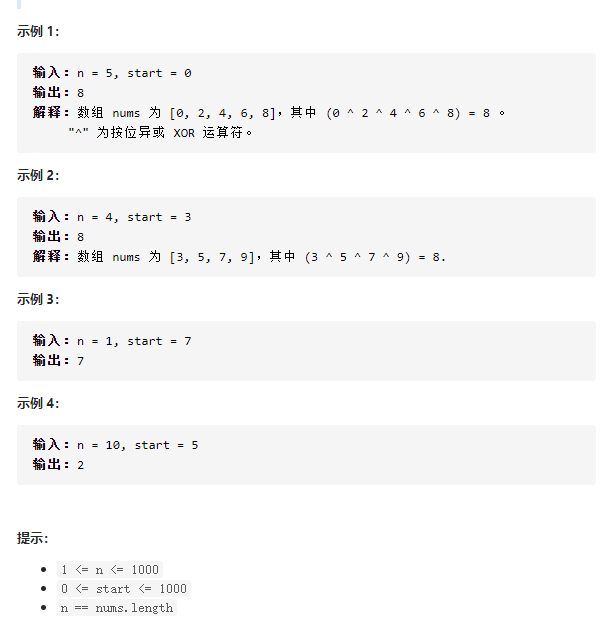 示例 1：
输入：n = 5, start = 0
输出：8
解释：数组 nums 为 [0, 2, 4, 6, 8]，其中 (0 ^ 2 ^ 4 ^ 6 ^ 8) = 8 。
"^" 为按位异或 XOR 运算符。
示例 2：
输入：n = 4, start = 3
输出：8
解释：数组 nums 为 [3, 5, 7, 9]，其中 (3 ^ 5 ^ 7 ^ 9) = 8.
示例 3：
输入：n = 1, start = 7
输出：7
示例 4：
输入：n = 10, start = 5
输出：2
提示：
• 1 <= n <= 1000
• 0 <= start <= 1000
• n == nums.length